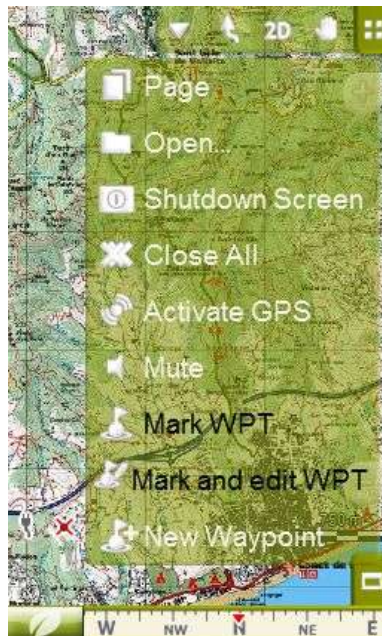 2D
Page
Open...
Shutdown Screen
Close All
Activate GPS
Mute
Mark WPT
Mark and edit WPT
New Waypoint
W NW N NE E